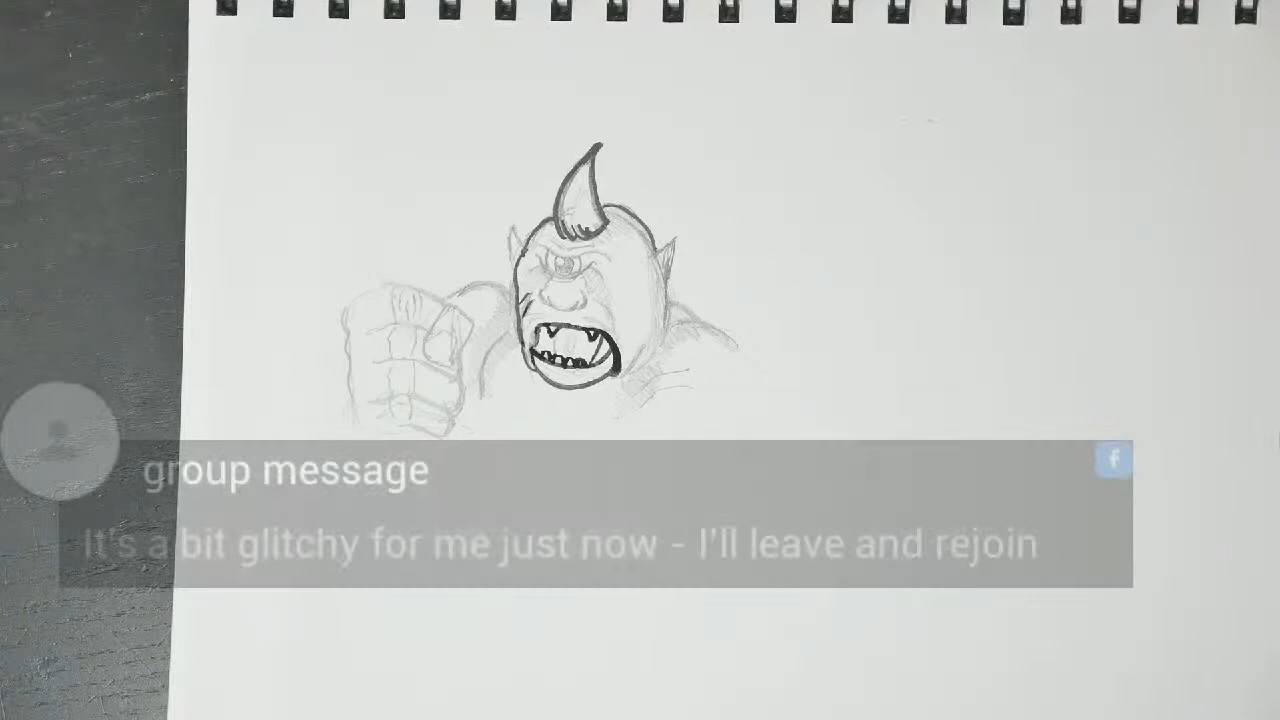 group message
f
It's a bit glitchy for me just now - I'll leave and rejoin